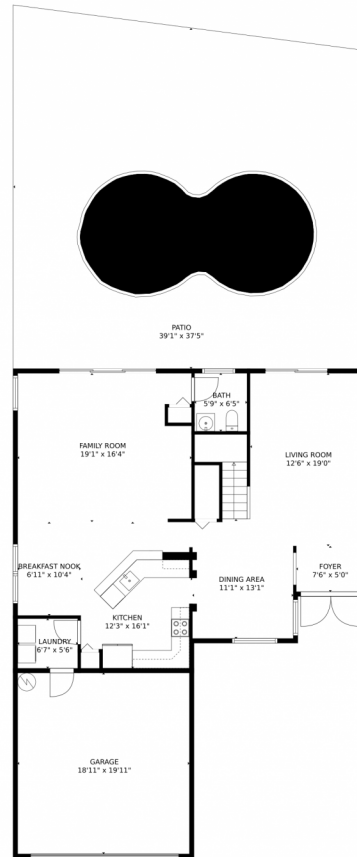 PATIO
39'1" x 37'5"
BATH
5'9" x 6'5"
FAMILY ROOM
19'1" x 16'4"
LIVING ROOM
12'6" x 19'0"
BREAKFAST NOOK
6'11" x 10'4"
FOYER
7'6" x 5'0"
DINING AREA
11'1" x 13'1"
KITCHEN
12'3" x 16'1"
LAUNDRY
6'7" x 5'6"
GARAGE
18'11" x 19'11"